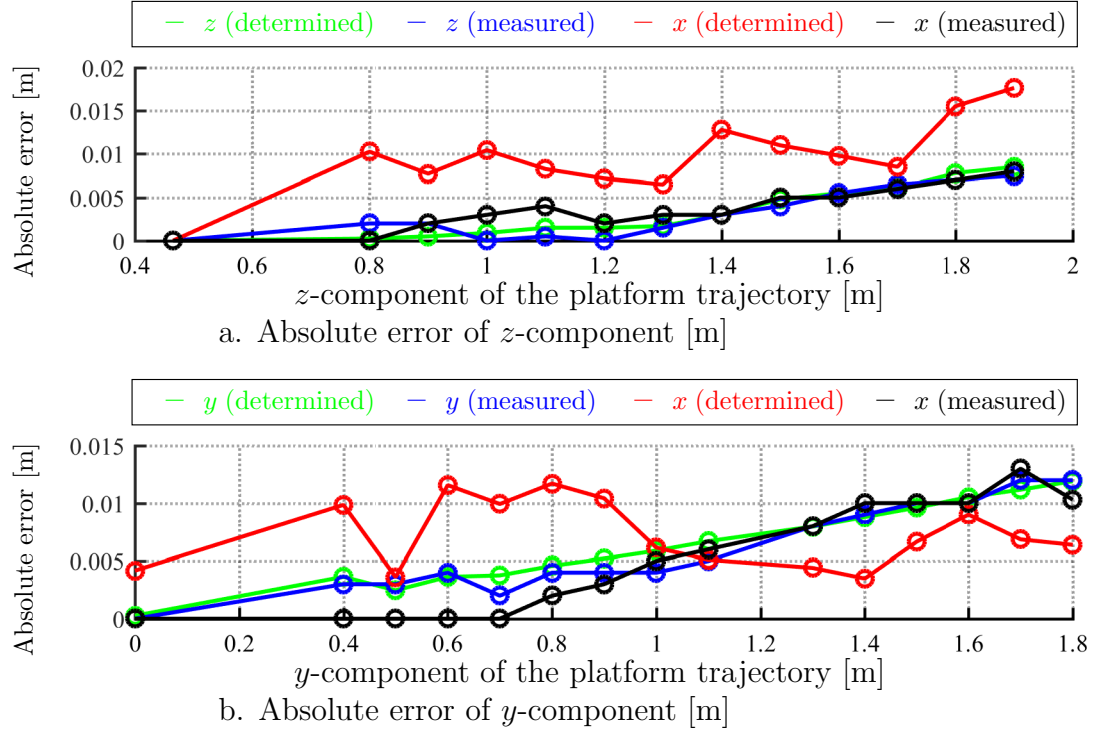 − z (determined) − z (measured) − x (determined) − x (measured)
Absolute error [m]
0.02
0.015
0.01
0.005
0
0.4 0.6 0.8 1 1.2 1.4 1.6 1.8 2
z-component of the platform trajectory [m]
a. Absolute error of z-component [m]
− y (determined) − y (measured) − x (determined) − x (measured)
Absolute error [m]
0.015
0.01
0.005
0
0 0.2 0.4 0.6 0.8 1 1.2 1.4 1.6 1.8
y-component of the platform trajectory [m]
b. Absolute error of y-component [m]